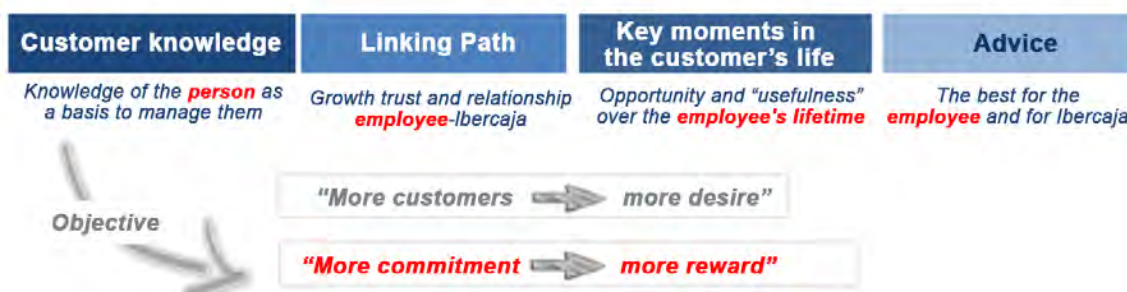 Customer knowledge
Linking Path
Key moments in
the customer's life
Advice
Knowledge of the person as
a basis to manage them
Growth trust and relationship
employee-Ibercaja
Opportunity and "usefulness"
over the employee's lifetime
The best for the
employee and for Ibercaja
"More customers more desire"
Objective
"More commitment more reward"